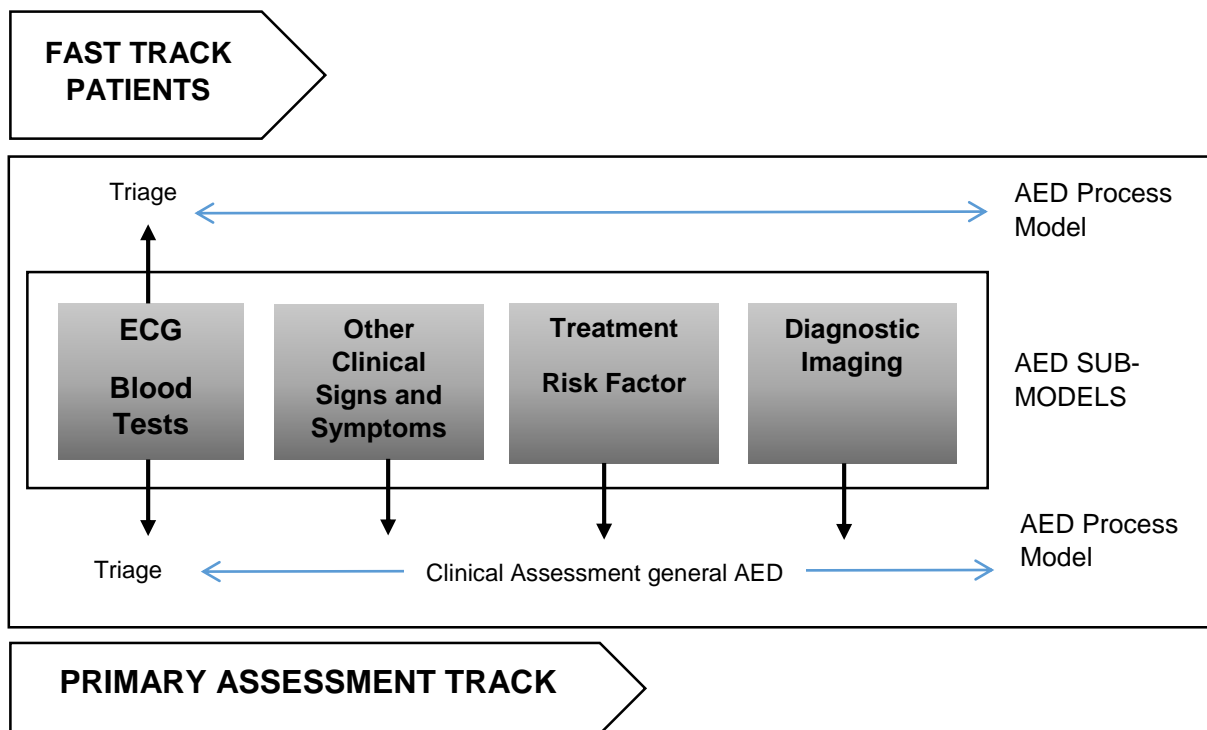 FAST TRACK
PATIENTS
Triage
AED Process
Model
ECG
Blood
Tests
Other
Clinical
Signs and
Symptoms
Treatment
Risk Factor
Diagnostic
Imaging
AED SUB-
MODELS
Triage
Clinical Assessment general AED
AED Process
Model
PRIMARY ASSESSMENT TRACK